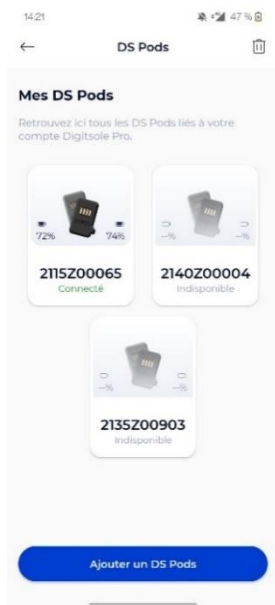 14:21
47 %
DS Pods
Mes DS Pods
Retrouvez ici tous les DS Pods liés à votre
compte Digitsole Pro.
72% 74% --% --%
2115Z00065 2140Z00004
Connecté Indisponible
--% --%
2135Z00903
Indisponible
Ajouter un DS Pods